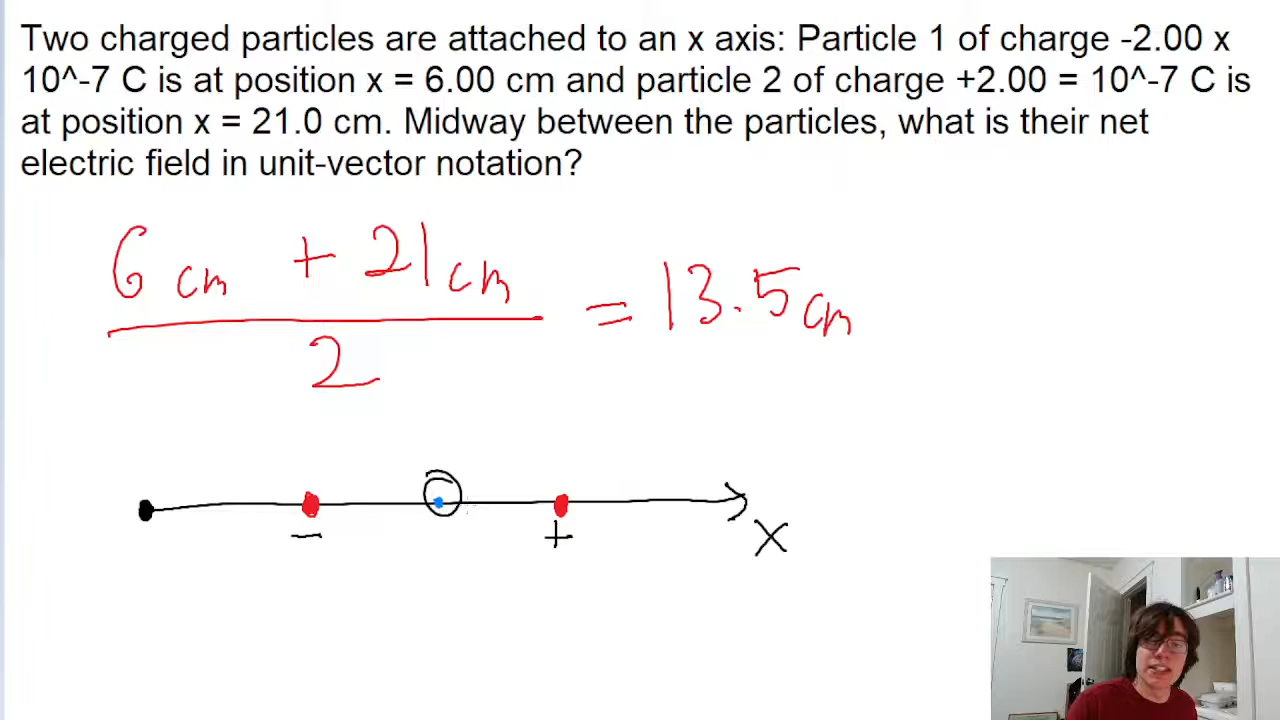 Two charged particles are attached to an x axis: Particle 1 of charge -2.00 x
10^-7 C is at position x = 6.00 cm and particle 2 of charge +2.00 = 10^-7 C is
at position x = 21.0 cm. Midway between the particles, what is their net
electric field in unit-vector notation?
6 cm + 21 cm
2
= 13.5 cm
- +
X